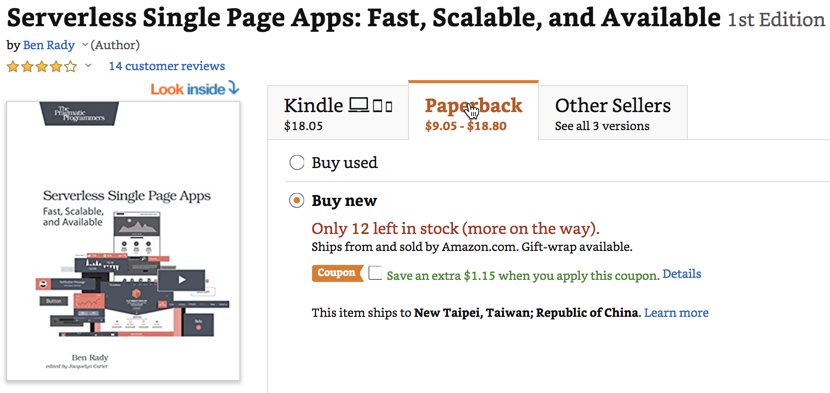 Serverless Single Page Apps: Fast, Scalable, and Available 1st Edition
by Ben Rady (Author)
14 customer reviews
Look inside
The
Pragmatic
Programmers
Serverless Single Page Apps
Fast, Scalable,
and Available
Button
Ben Rady
edited by Jacquelyn Carter
Kindle
$18.05
Paperback
$9.05 - $18.80
Other Sellers
See all 3 versions
Buy used
Buy new
Only 12 left in stock (more on the way).
Ships from and sold by Amazon.com. Gift-wrap available.
Coupon Save an extra $1.15 when you apply this coupon. Details
This item ships to New Taipei, Taiwan; Republic of China. Learn more